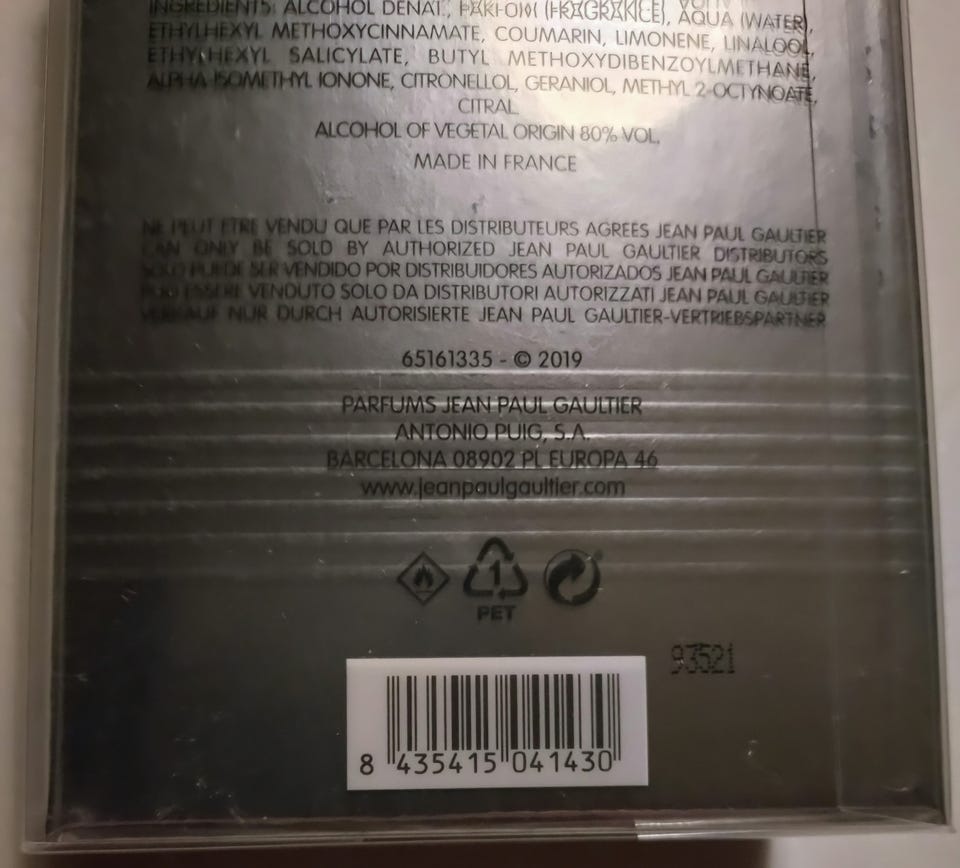 INGREDIENTS: ALCOHOL DENAT., PARFUM (FRAGRANCE), AQUA (WATER),
ETHYLHEXYL METHOXYCINNAMATE, COUMARIN, LIMONENE, LINALOOL,
ETHYLHEXYL SALICYLATE, BUTYL METHOXYDIBENZOYLMETHANE,
ALPHA-ISOMETHYL IONONE, CITRONELLOL, GERANIOL, METHYL 2-OCTYNOATE,
CITRAL.
ALCOHOL OF VEGETAL ORIGIN 80% VOL.
MADE IN FRANCE
NE PEUT ETRE VENDU QUE PAR LES DISTRIBUTEURS AGREES JEAN PAUL GAULTIER
CAN ONLY BE SOLD BY AUTHORIZED JEAN PAUL GAULTIER DISTRIBUTORS
SOLO PUEDE SER VENDIDO POR DISTRIBUIDORES AUTORIZADOS JEAN PAUL GAULTIER
PUO ESSERE VENDUTO SOLO DA DISTRIBUTORI AUTORIZZATI JEAN PAUL GAULTIER
VERKAUF NUR DURCH AUTORISIERTE JEAN PAUL GAULTIER-VERTRIEBSPARTNER
65161335 - © 2019
PARFUMS JEAN PAUL GAULTIER
ANTONIO PUIG, S.A.
BARCELONA 08902 PL EUROPA 46
www.jeanpaulgaultier.com
1
PET
93521
8 435415 041430